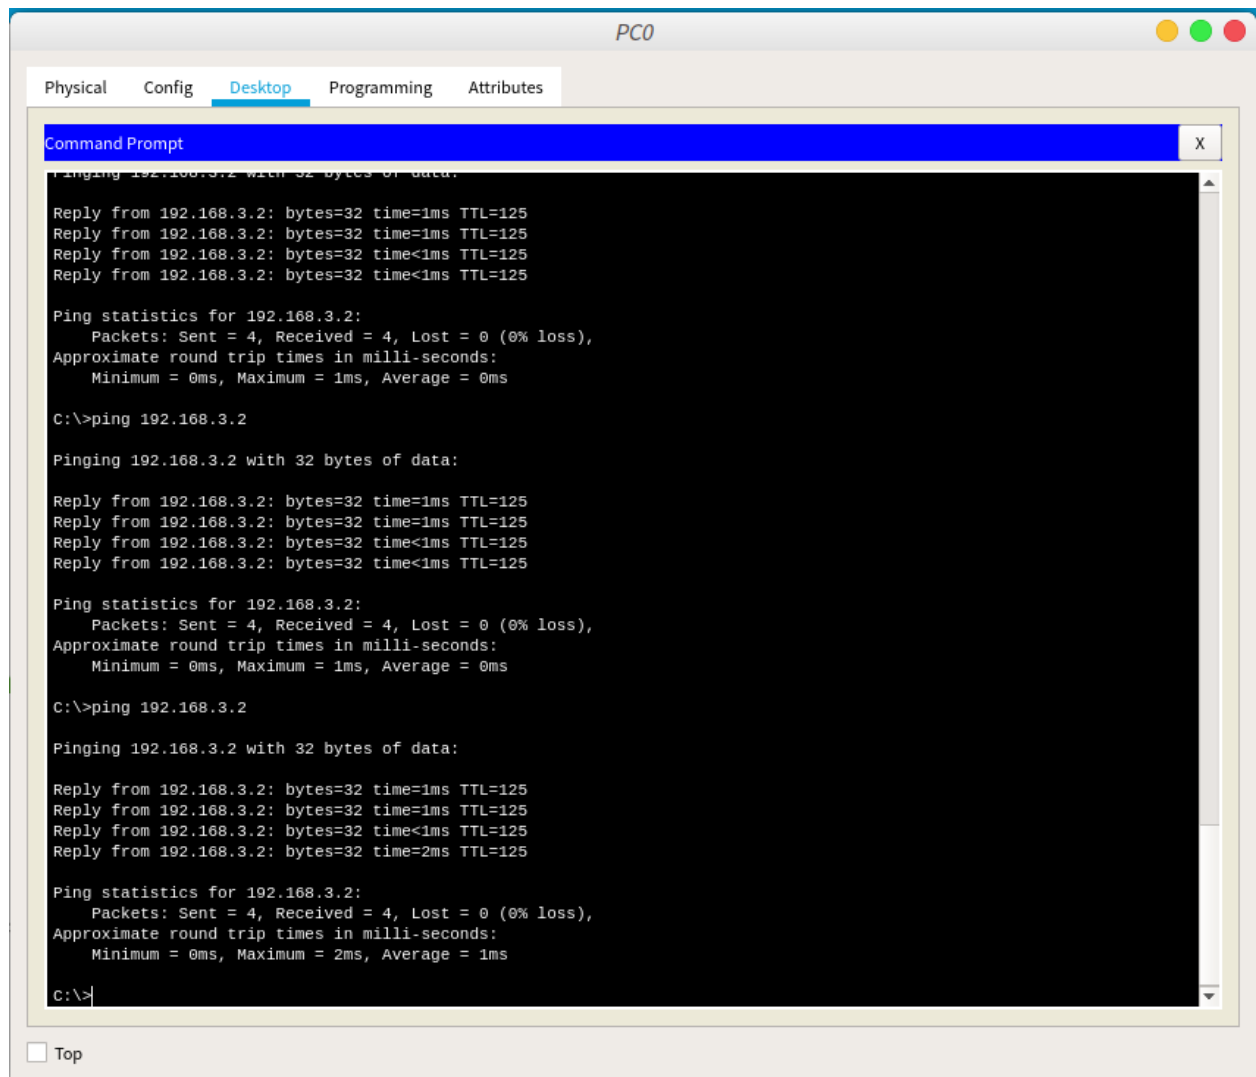 PC0
Physical Config Desktop Programming Attributes
Command Prompt X
Pinging 192.168.3.2 with 32 bytes of data:
Reply from 192.168.3.2: bytes=32 time=1ms TTL=125
Reply from 192.168.3.2: bytes=32 time=1ms TTL=125
Reply from 192.168.3.2: bytes=32 time<1ms TTL=125
Reply from 192.168.3.2: bytes=32 time<1ms TTL=125
Ping statistics for 192.168.3.2:
Packets: Sent = 4, Received = 4, Lost = 0 (0% loss),
Approximate round trip times in milli-seconds:
Minimum = 0ms, Maximum = 1ms, Average = 0ms
C:\>ping 192.168.3.2
Pinging 192.168.3.2 with 32 bytes of data:
Reply from 192.168.3.2: bytes=32 time=1ms TTL=125
Reply from 192.168.3.2: bytes=32 time=1ms TTL=125
Reply from 192.168.3.2: bytes=32 time<1ms TTL=125
Reply from 192.168.3.2: bytes=32 time<1ms TTL=125
Ping statistics for 192.168.3.2:
Packets: Sent = 4, Received = 4, Lost = 0 (0% loss),
Approximate round trip times in milli-seconds:
Minimum = 0ms, Maximum = 1ms, Average = 0ms
C:\>ping 192.168.3.2
Pinging 192.168.3.2 with 32 bytes of data:
Reply from 192.168.3.2: bytes=32 time=1ms TTL=125
Reply from 192.168.3.2: bytes=32 time=1ms TTL=125
Reply from 192.168.3.2: bytes=32 time<1ms TTL=125
Reply from 192.168.3.2: bytes=32 time=2ms TTL=125
Ping statistics for 192.168.3.2:
Packets: Sent = 4, Received = 4, Lost = 0 (0% loss),
Approximate round trip times in milli-seconds:
Minimum = 0ms, Maximum = 2ms, Average = 1ms
C:\>
Top